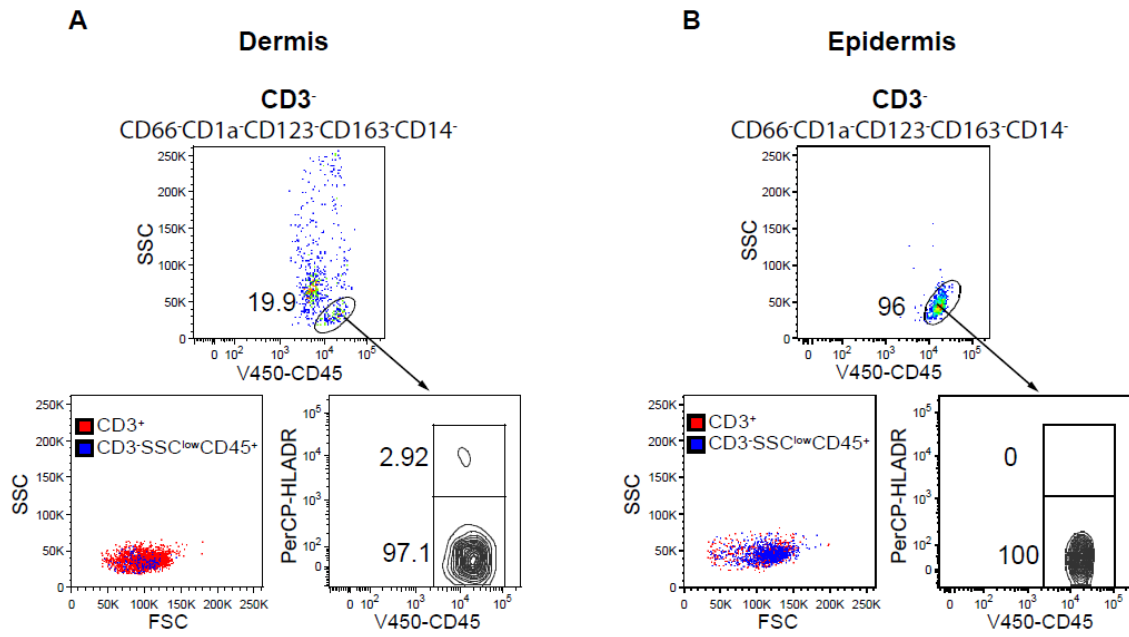 A
Dermis
CD3⁻
CD66⁻CD1a⁻CD123⁻CD163⁻CD14⁻
250K
200K
150K
100K
50K
0
SSC
19.9
0 10² 10³ 10⁴ 10⁵
V450-CD45
250K
200K
150K
100K
50K
0
SSC
CD3⁺
CD3⁻SSCˡᵒʷCD45⁺
0 50K 100K 150K 200K 250K
FSC
10⁵
10⁴
10³
10²
0
PerCP-HLADR
2.92
97.1
0 10² 10³ 10⁴ 10⁵
V450-CD45
B
Epidermis
CD3⁻
CD66⁻CD1a⁻CD123⁻CD163⁻CD14⁻
250K
200K
150K
100K
50K
0
SSC
96
0 10² 10³ 10⁴ 10⁵
V450-CD45
250K
200K
150K
100K
50K
0
SSC
CD3⁺
CD3⁻SSCˡᵒʷCD45⁺
0 50K 100K 150K 200K 250K
FSC
10⁵
10⁴
10³
10²
0
PerCP-HLADR
0
100
0 10² 10³ 10⁴ 10⁵
V450-CD45